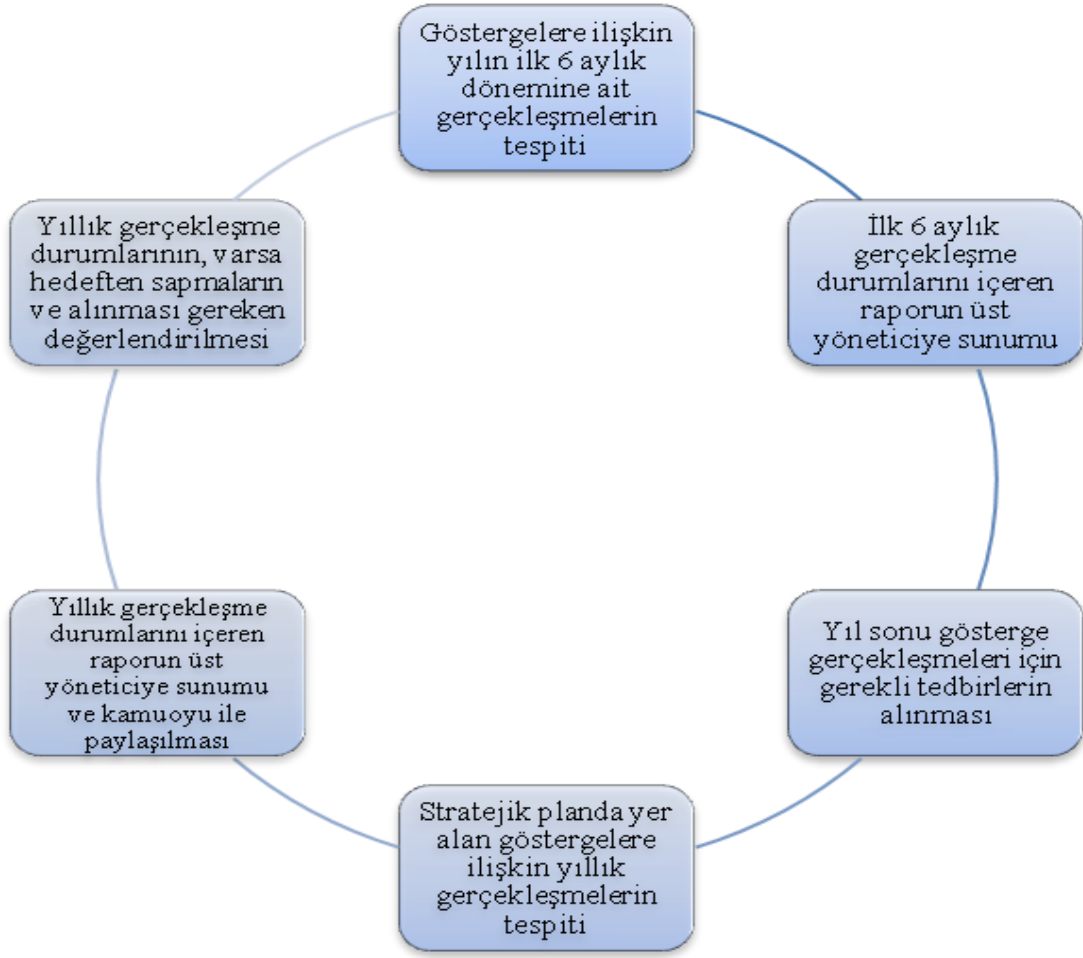 Göstergelere ilişkin
yılın ilk 6 aylık
dönemine ait
gerçekleşmelerin
tespiti
İlk 6 aylık
gerçekleşme
durumlarını içeren
raporun üst
yöneticiye sunumu
Yıl sonu gösterge
gerçekleşmeleri için
gerekli tedbirlerin
alınması
Stratejik planda yer
alan göstergelere
ilişkin yıllık
gerçekleşmelerin
tespiti
Yıllık gerçekleşme
durumlarını içeren
raporun üst
yöneticiye sunumu
ve kamuoyu ile
paylaşılması
Yıllık gerçekleşme
durumlarının, varsa
hedeften sapmaların
ve alınması gereken
değerlendirilmesi